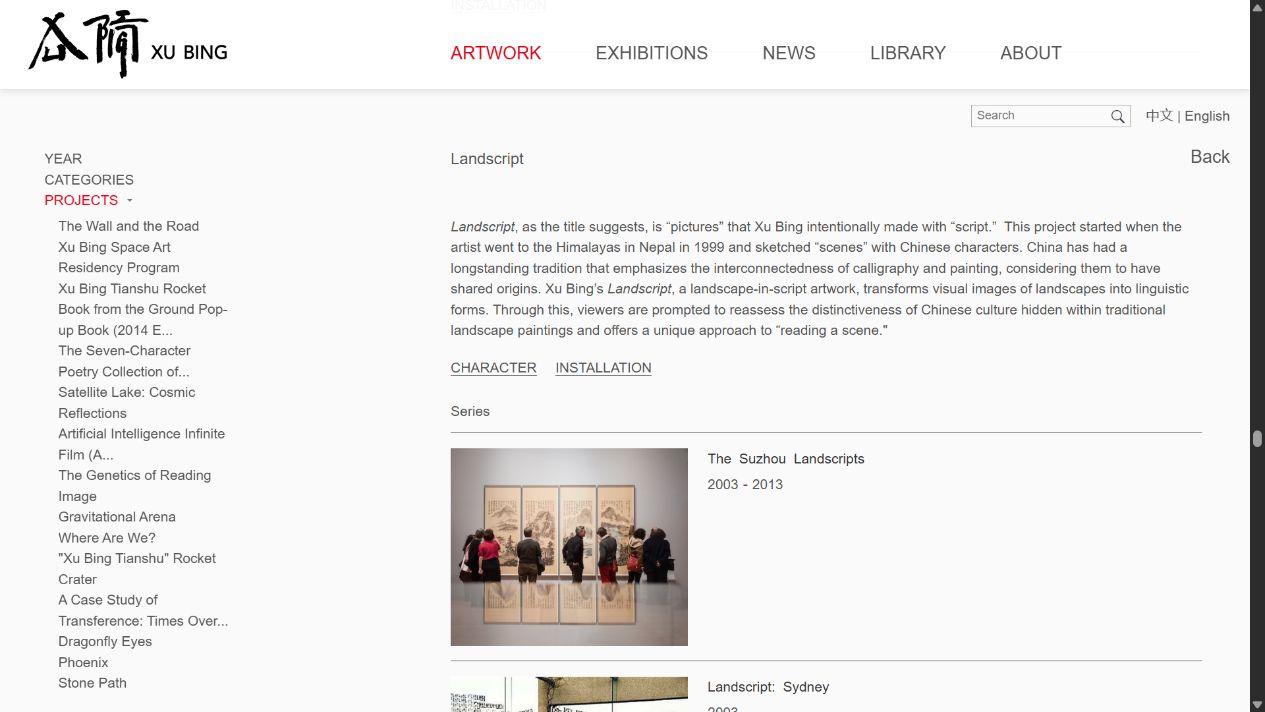 INSTALLATION
XU BING
ARTWORK
EXHIBITIONS
NEWS
LIBRARY
ABOUT
Search
中文 | English
YEAR
CATEGORIES
PROJECTS
The Wall and the Road
Xu Bing Space Art
Residency Program
Xu Bing Tianshu Rocket
Book from the Ground Pop-
up Book (2014 E...
The Seven-Character
Poetry Collection of...
Satellite Lake: Cosmic
Reflections
Artificial Intelligence Infinite
Film (A...
The Genetics of Reading
Image
Gravitational Arena
Where Are We?
"Xu Bing Tianshu" Rocket
Crater
A Case Study of
Transference: Times Over...
Dragonfly Eyes
Phoenix
Stone Path
Landscript
Back
Landscript, as the title suggests, is “pictures” that Xu Bing intentionally made with “script.” This project started when the
artist went to the Himalayas in Nepal in 1999 and sketched “scenes” with Chinese characters. China has had a
longstanding tradition that emphasizes the interconnectedness of calligraphy and painting, considering them to have
shared origins. Xu Bing’s Landscript, a landscape-in-script artwork, transforms visual images of landscapes into linguistic
forms. Through this, viewers are prompted to reassess the distinctiveness of Chinese culture hidden within traditional
landscape paintings and offers a unique approach to “reading a scene."
CHARACTER
INSTALLATION
Series
The Suzhou Landscripts
2003 - 2013
Landscript: Sydney
2003